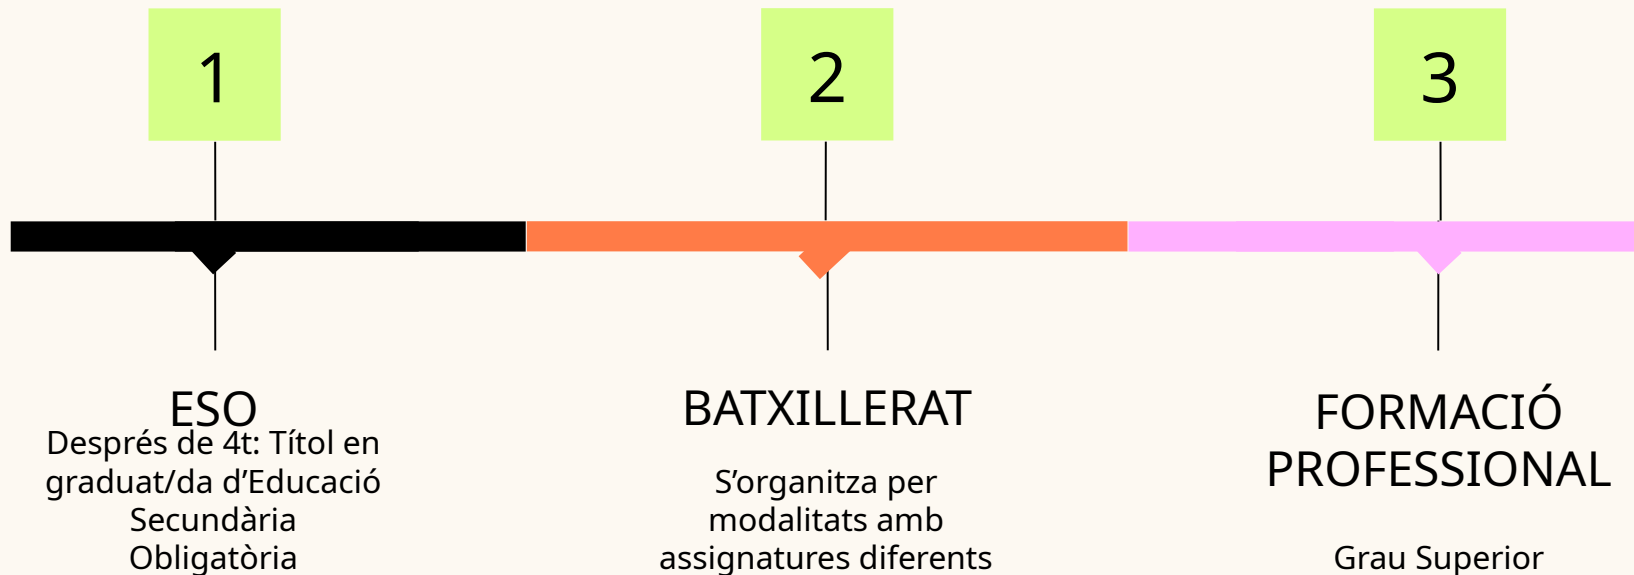 1
2
3
ESO
Després de 4t: Títol en
graduat/da d’Educació
Secundària
Obligatòria
BATXILLERAT
S’organitza per
modalitats amb
assignatures diferents
FORMACIÓ
PROFESSIONAL
Grau Superior